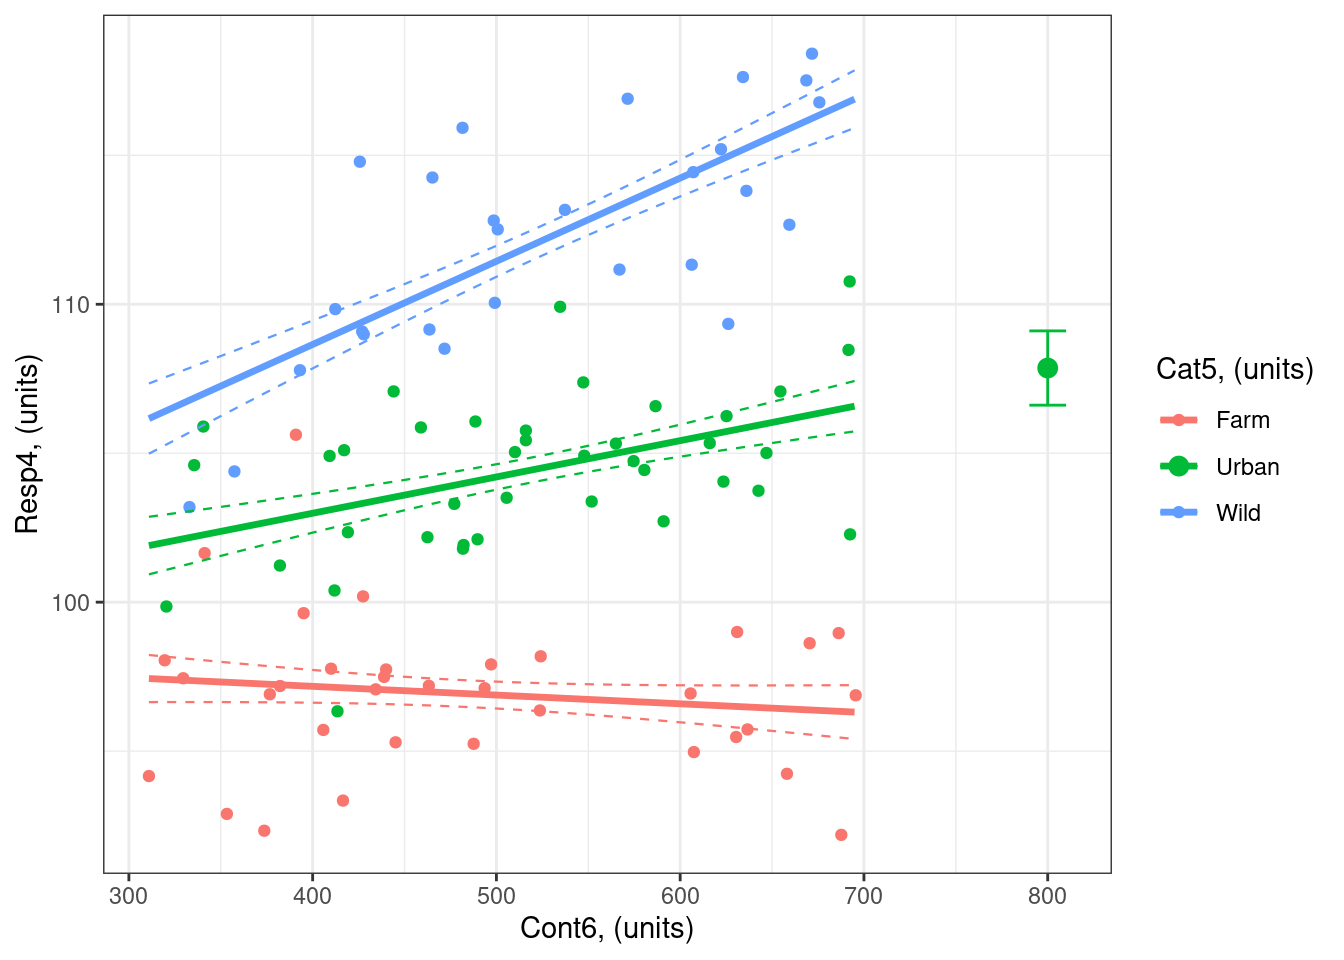 110
100
Resp4, (units)
300 400 500 600 700 800
Cont6, (units)
Cat5, (units)
Farm
Urban
Wild